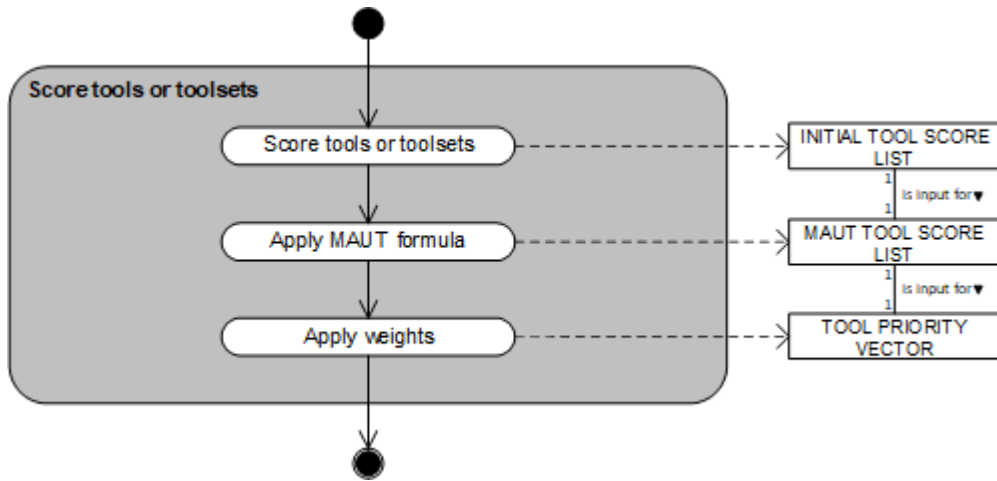 Score tools or toolsets
Score tools or toolsets
INITIAL TOOL SCORE
LIST
1
is input for▼
1
Apply MAUT formula
MAUT TOOL SCORE
LIST
1
is input for▼
1
Apply weights
TOOL PRIORITY
VECTOR